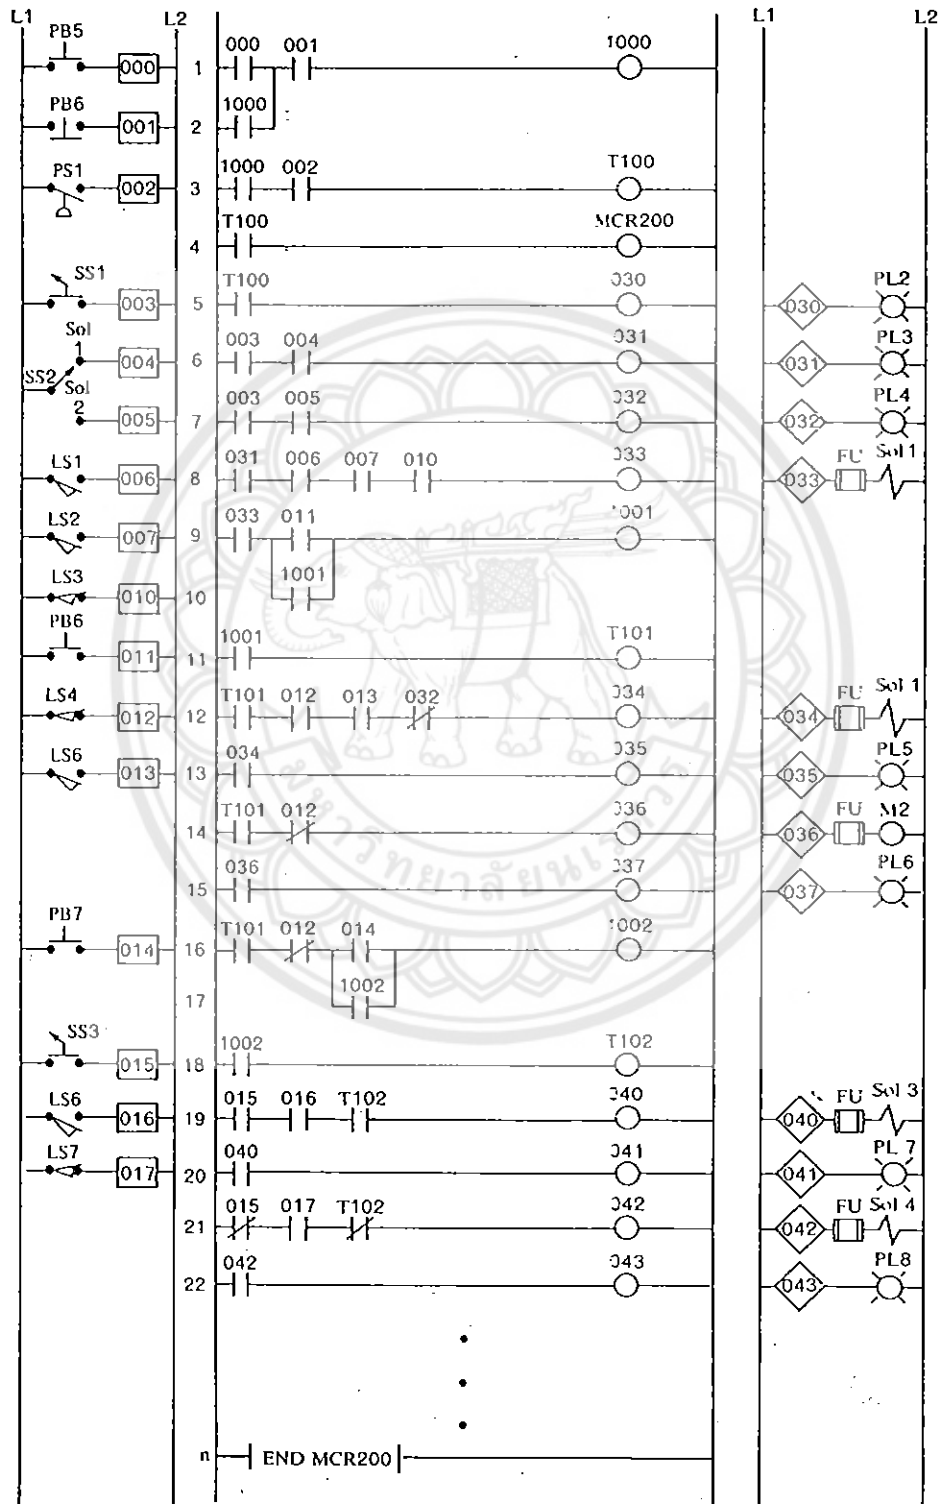 L1 L2 L1 L2
PB5 000 1 000 001 1000
PB6 001 2 1000
PS1 002 3 1000 002 T100
4 T100 MCR200
SS1 003 5 T100 030 030 PL2
Sol 1 004 6 003 004 031 031 PL3
SS2
Sol 2 005 7 003 005 032 032 PL4
LS1 006 8 031 006 007 010 033 033 FU Sol 1
LS2 007 9 033 011 1001
LS3 010 10 1001
PB6 011 11 1001 T101
LS4 012 12 T101 012 013 032 034 034 FU Sol 1
LS6 013 13 034 035 035 PL5
14 T101 012 036 036 FU M2
15 036 037 037 PL6
PB7 014 16 T101 012 014 1002
17 1002
SS3 015 18 1002 T102
LS6 016 19 015 016 T102 040 040 FU Sol 3
LS7 017 20 040 041 041 PL 7
21 015 017 T102 042 042 FU Sol 4
22 042 043 043 PL8
n END MCR200